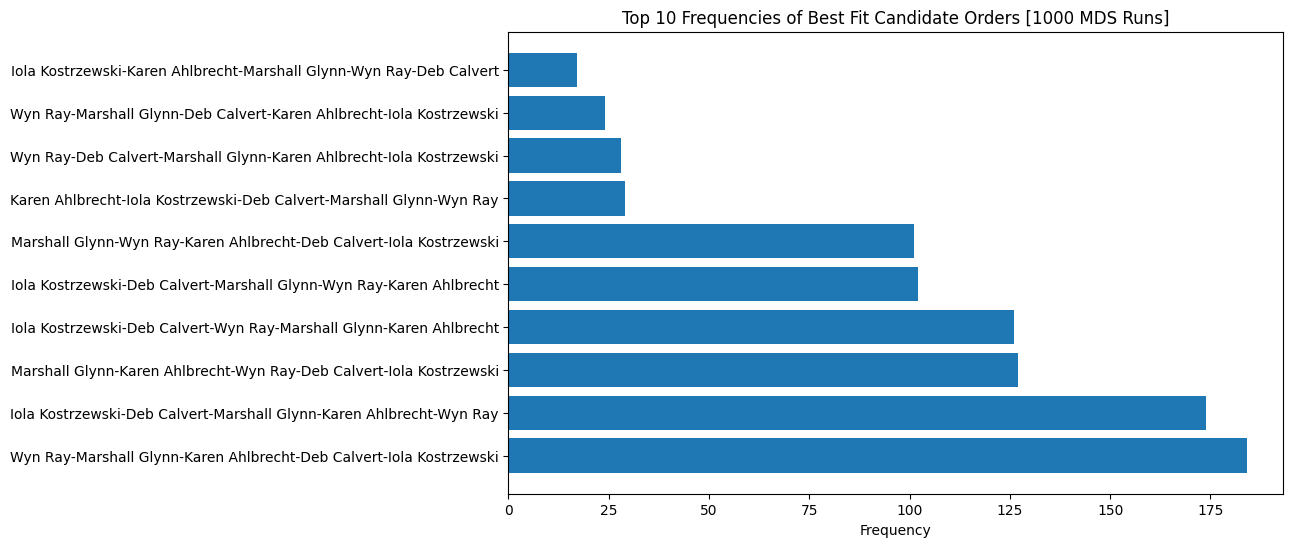 Top 10 Frequencies of Best Fit Candidate Orders [1000 MDS Runs]
Iola Kostrzewski-Karen Ahlbrecht-Marshall Glynn-Wyn Ray-Deb Calvert
Wyn Ray-Marshall Glynn-Deb Calvert-Karen Ahlbrecht-Iola Kostrzewski
Wyn Ray-Deb Calvert-Marshall Glynn-Karen Ahlbrecht-Iola Kostrzewski
Karen Ahlbrecht-Iola Kostrzewski-Deb Calvert-Marshall Glynn-Wyn Ray
Marshall Glynn-Wyn Ray-Karen Ahlbrecht-Deb Calvert-Iola Kostrzewski
Iola Kostrzewski-Deb Calvert-Marshall Glynn-Wyn Ray-Karen Ahlbrecht
Iola Kostrzewski-Deb Calvert-Wyn Ray-Marshall Glynn-Karen Ahlbrecht
Marshall Glynn-Karen Ahlbrecht-Wyn Ray-Deb Calvert-Iola Kostrzewski
Iola Kostrzewski-Deb Calvert-Marshall Glynn-Karen Ahlbrecht-Wyn Ray
Wyn Ray-Marshall Glynn-Karen Ahlbrecht-Deb Calvert-Iola Kostrzewski
0 25 50 75 100 125 150 175
Frequency